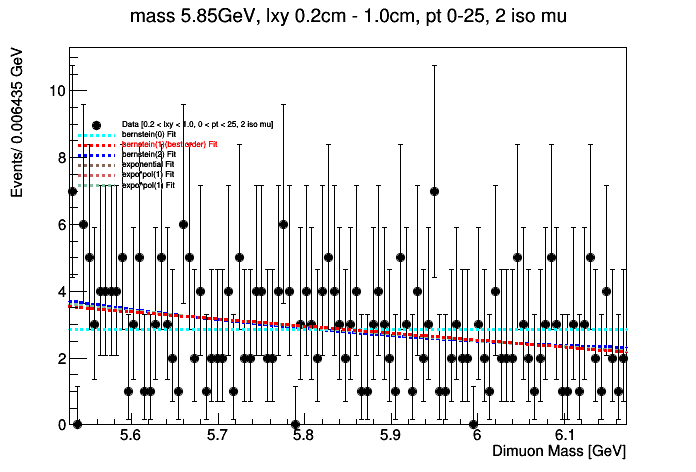 mass 5.85GeV, lxy 0.2cm - 1.0cm, pt 0-25, 2 iso mu
Events/ 0.006435 GeV
10
8
6
4
2
0
Data [0.2 < lxy < 1.0, 0 < pt < 25, 2 iso mu]
bernstein(0) Fit
bernstein(1)(best order) Fit
bernstein(2) Fit
exponential Fit
expo*pol(1) Fit
expo*pol(1) Fit
5.6 5.7 5.8 5.9 6 6.1
Dimuon Mass [GeV]